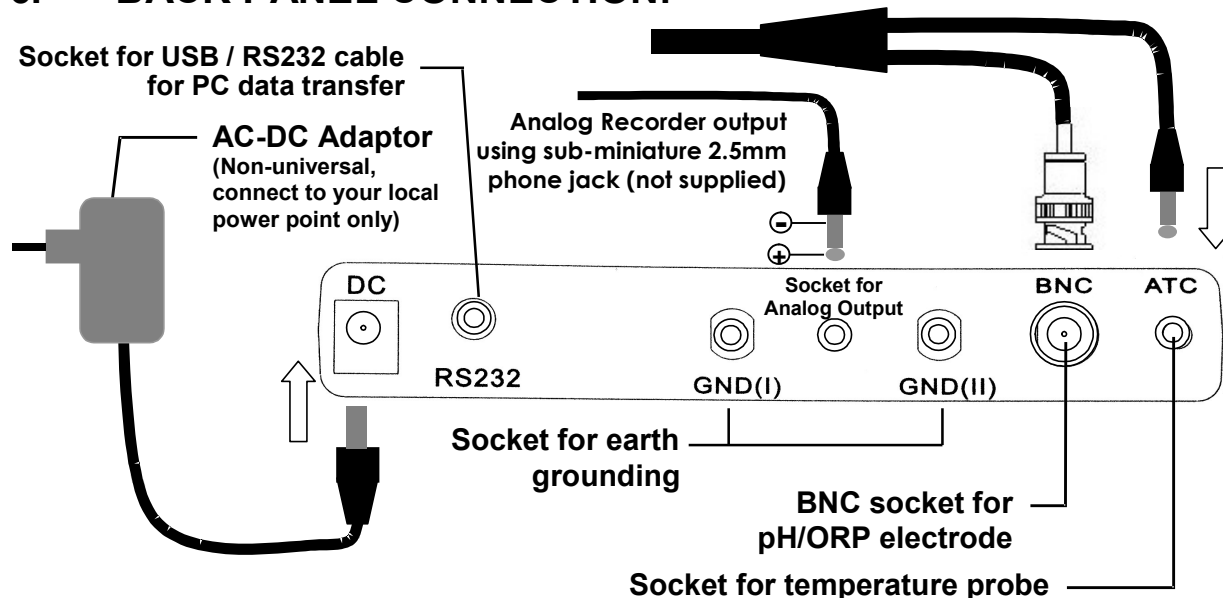 Socket for USB / RS232 cable
for PC data transfer
AC-DC Adaptor
(Non-universal,
connect to your local
power point only)
Analog Recorder output
using sub-miniature 2.5mm
phone jack (not supplied)
-
+
DC
RS232
GND(I)
Socket for
Analog Output
GND(II)
BNC
ATC
Socket for earth
grounding
BNC socket for
pH/ORP electrode
Socket for temperature probe